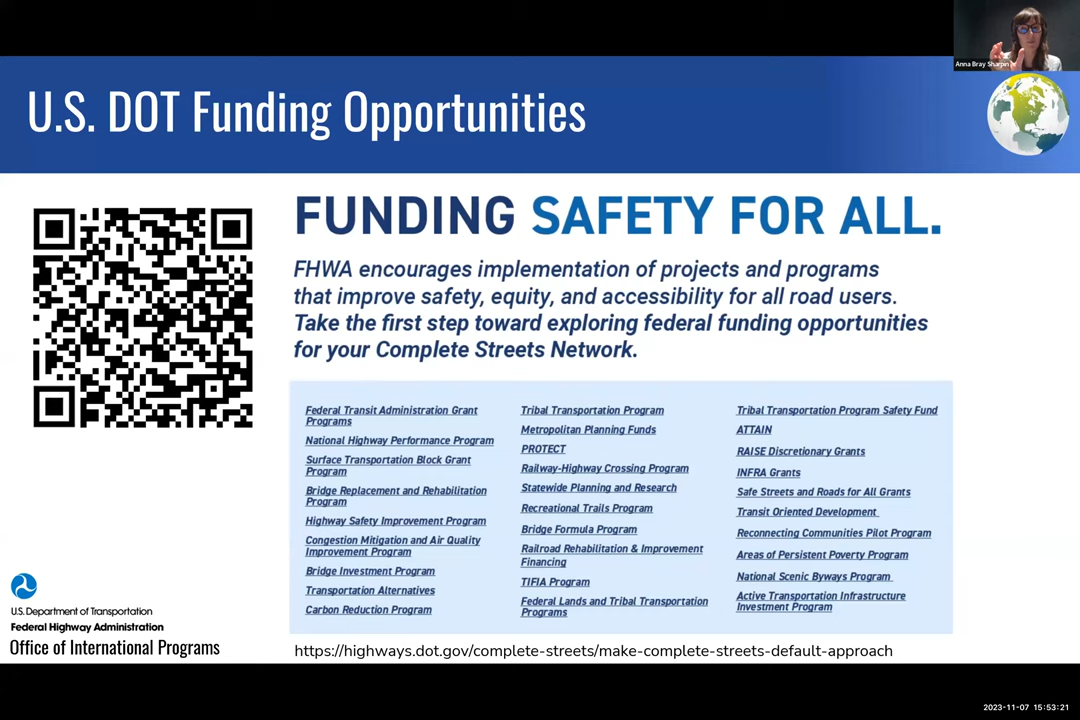 Anna Bray Sharpin
U.S. DOT Funding Opportunities
FUNDING SAFETY FOR ALL.
FHWA encourages implementation of projects and programs
that improve safety, equity, and accessibility for all road users.
Take the first step toward exploring federal funding opportunities
for your Complete Streets Network.
Federal Transit Administration Grant
Programs
National Highway Performance Program
Surface Transportation Block Grant
Program
Bridge Replacement and Rehabilitation
Program
Highway Safety Improvement Program
Congestion Mitigation and Air Quality
Improvement Program
Bridge Investment Program
Transportation Alternatives
Carbon Reduction Program
Tribal Transportation Program
Metropolitan Planning Funds
PROTECT
Railway-Highway Crossing Program
Statewide Planning and Research
Recreational Trails Program
Bridge Formula Program
Railroad Rehabilitation & Improvement
Financing
TIFIA Program
Federal Lands and Tribal Transportation
Programs
Tribal Transportation Program Safety Fund
ATTAIN
RAISE Discretionary Grants
INFRA Grants
Safe Streets and Roads for All Grants
Transit Oriented Development
Reconnecting Communities Pilot Program
Areas of Persistent Poverty Program
National Scenic Byways Program
Active Transportation Infrastructure
Investment Program
U.S. Department of Transportation
Federal Highway Administration
Office of International Programs
https://highways.dot.gov/complete-streets/make-complete-streets-default-approach
2023-11-07 15:53:21